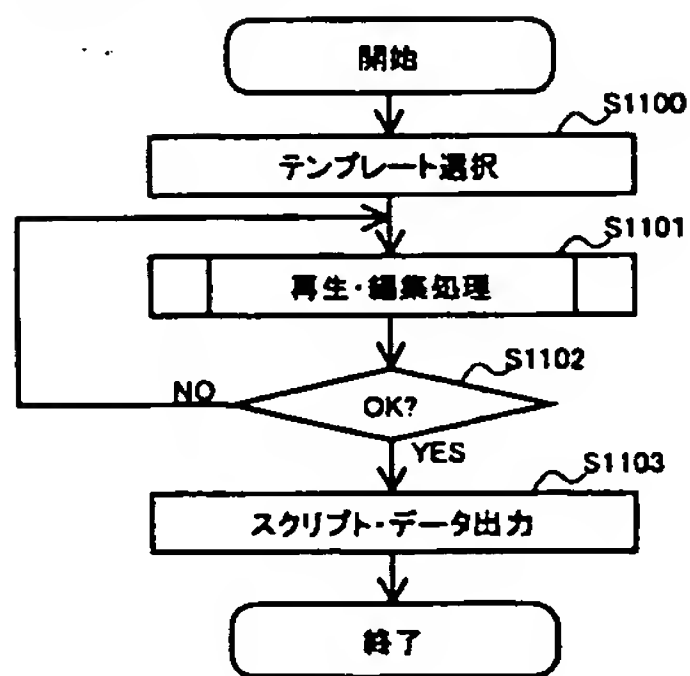 開始
S1100
テンプレート選択
S1101
再生・編集処理
S1102
NO
OK?
YES
S1103
スクリプト・データ出力
終了